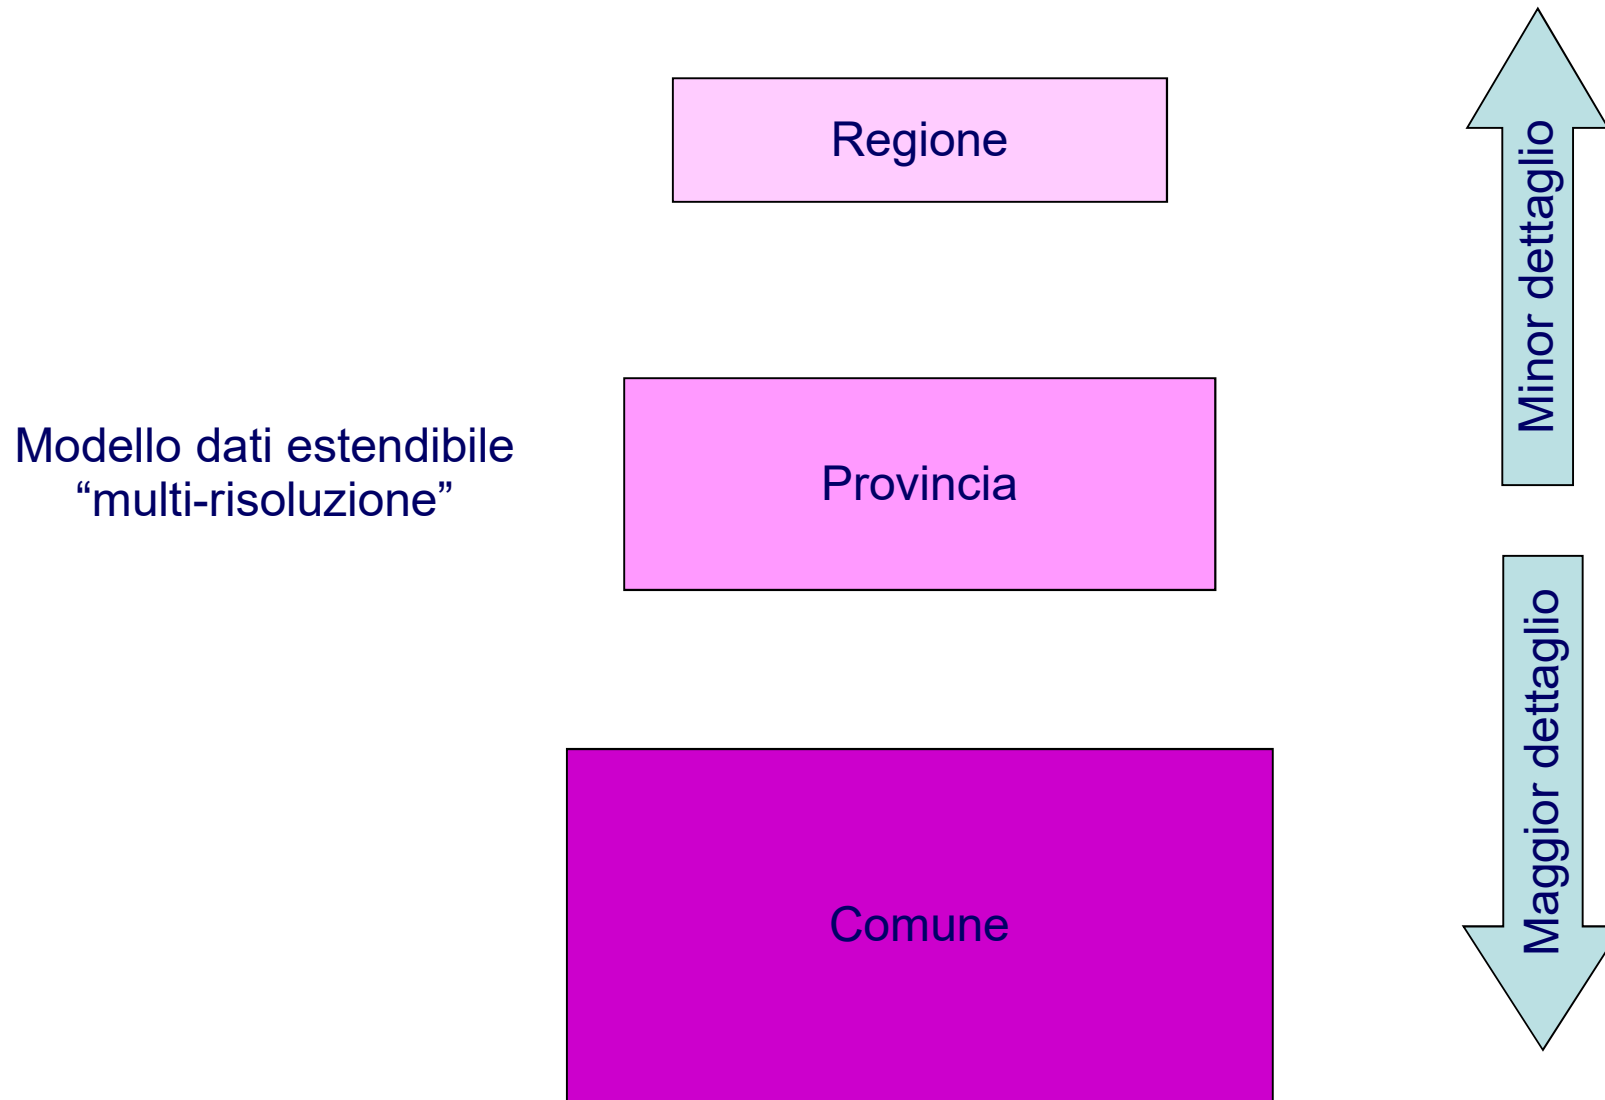 Regione
Minor dettaglio
Modello dati estendibile
“multi-risoluzione”
Provincia
Maggior dettaglio
Comune